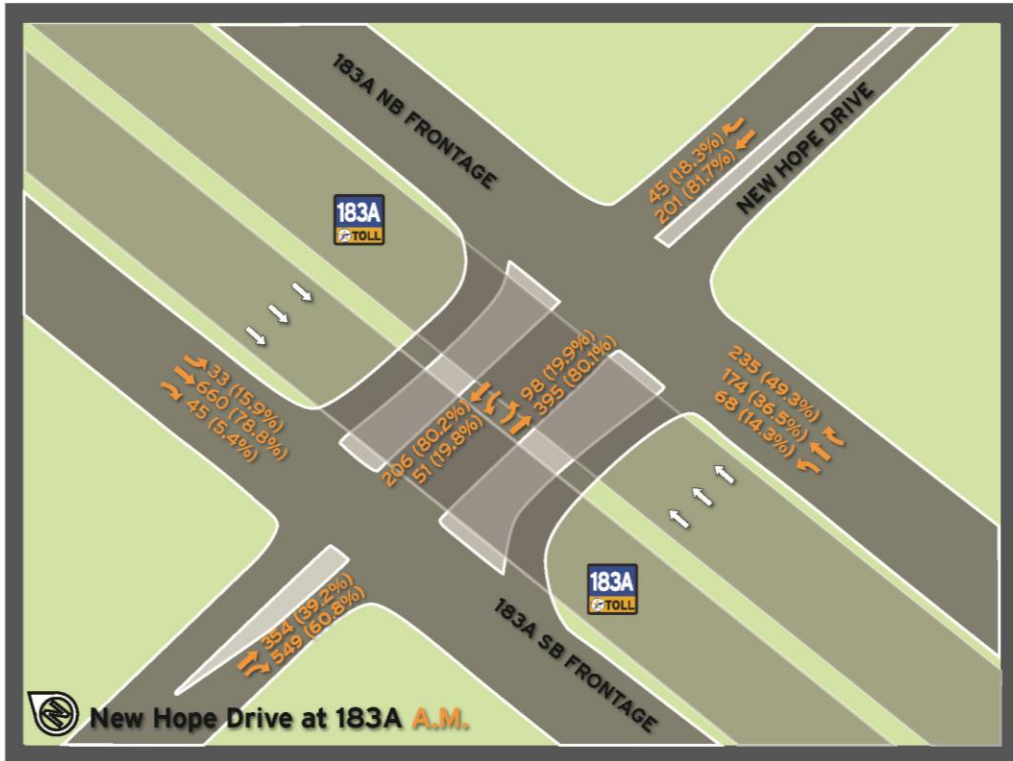 183A NB FRONTAGE
45 (18.3%)
201 (81.7%)
NEW HOPE DRIVE
183A
TOLL
33 (15.9%)
660 (78.8%)
45 (5.4%)
98 (19.9%)
395 (80.1%)
206 (80.2%)
51 (19.8%)
235 (49.3%)
174 (36.5%)
68 (14.3%)
183A
TOLL
354 (39.2%)
549 (60.8%)
183A SB FRONTAGE
New Hope Drive at 183A A.M.